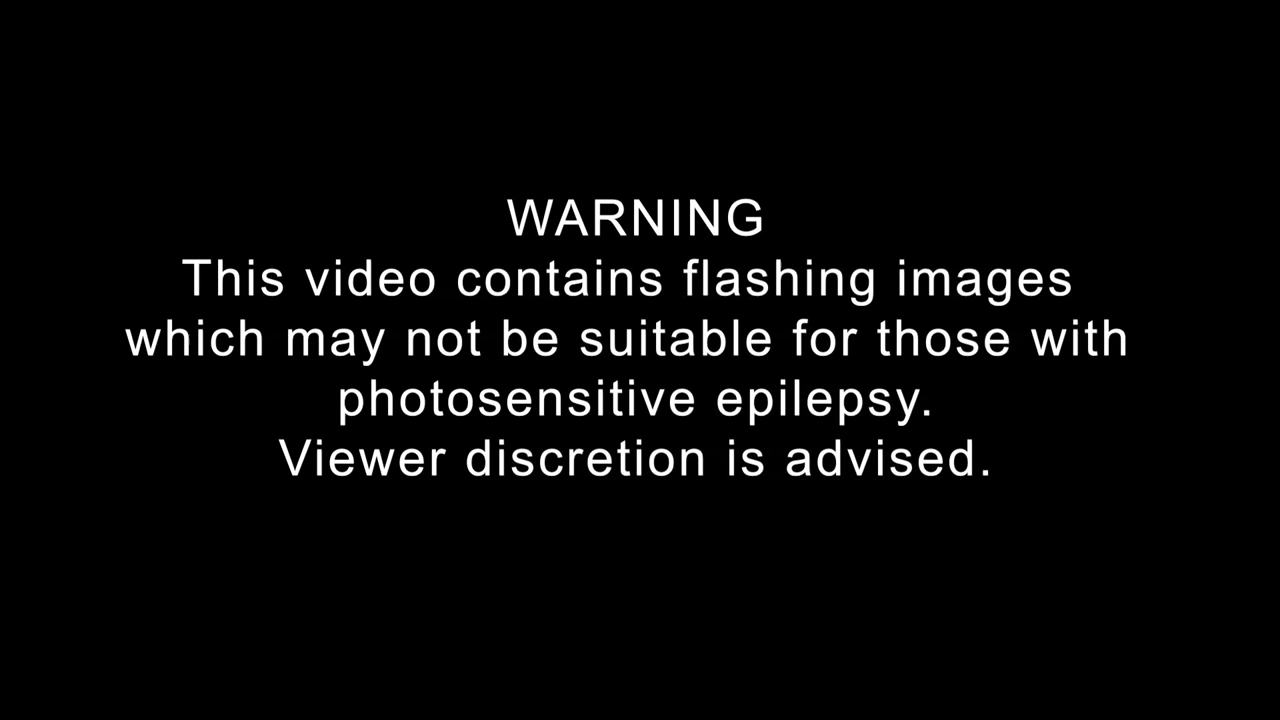 WARNING
This video contains flashing images
which may not be suitable for those with
photosensitive epilepsy.
Viewer discretion is advised.